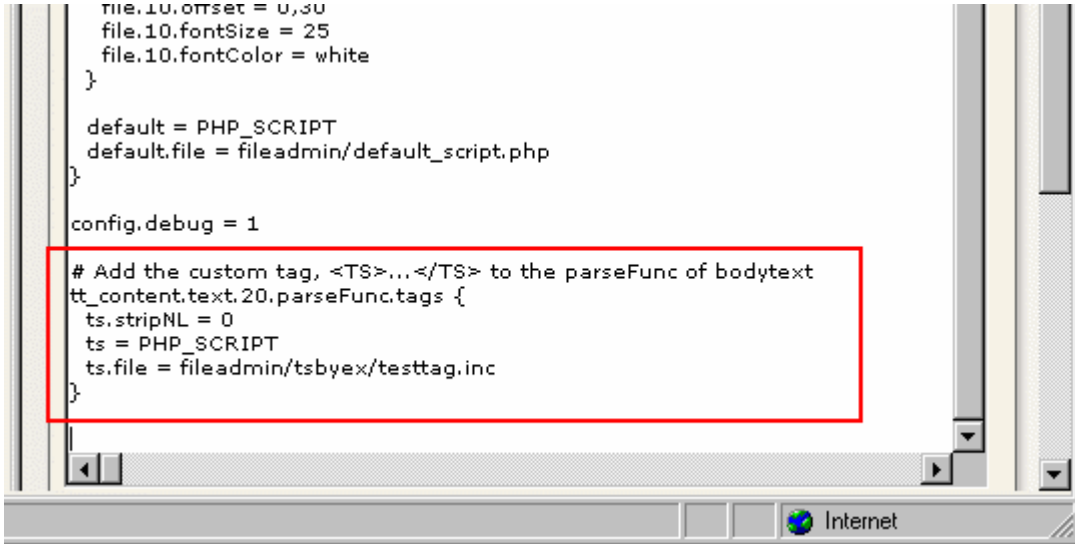 file.10.offset = 0,30
file.10.fontSize = 25
file.10.fontColor = white
}
default = PHP_SCRIPT
default.file = fileadmin/default_script.php
}
config.debug = 1
# Add the custom tag, <TS>...</TS> to the parseFunc of bodytext
tt_content.text.20.parseFunc.tags {
ts.stripNL = 0
ts = PHP_SCRIPT
ts.file = fileadmin/tsbyex/testtag.inc
}
Internet